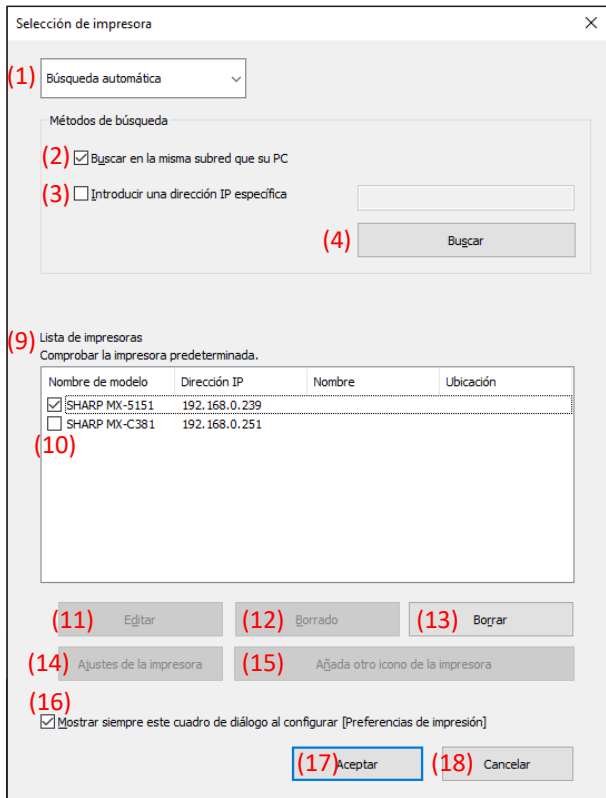 Selección de impresora
(1) Búsqueda automática
Métodos de búsqueda
(2) Buscar en la misma subred que su PC
(3) Introducir una dirección IP específica
(4) Buscar
(9) Lista de impresoras
Comprobar la impresora predeterminada.
Nombre de modelo Dirección IP Nombre Ubicación
SHARP MX-5151 192.168.0.239
SHARP MX-C381 192.168.0.251
(10)
(11) Editar (12) Borrado (13) Borrar
(14) Ajustes de la impresora (15) Añada otro icono de la impresora
(16)
Mostrar siempre este cuadro de diálogo al configurar [Preferencias de impresión]
(17) Aceptar (18) Cancelar